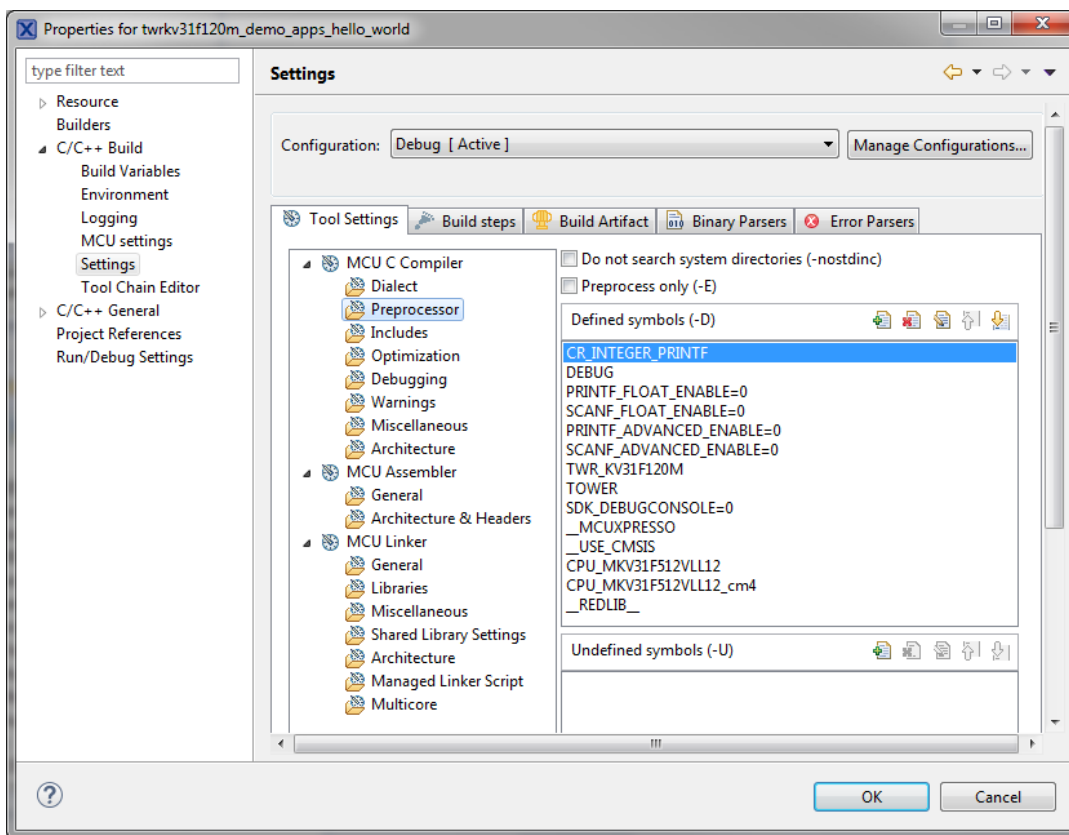 Properties for twrkv31f120m_demo_apps_hello_world
type filter text
Resource
Builders
C/C++ Build
Build Variables
Environment
Logging
MCU settings
Settings
Tool Chain Editor
C/C++ General
Project References
Run/Debug Settings
Settings
Configuration:
Debug [ Active ]
Manage Configurations...
Tool Settings
Build steps
Build Artifact
Binary Parsers
Error Parsers
MCU C Compiler
Dialect
Preprocessor
Includes
Optimization
Debugging
Warnings
Miscellaneous
Architecture
MCU Assembler
General
Architecture & Headers
MCU Linker
General
Libraries
Miscellaneous
Shared Library Settings
Architecture
Managed Linker Script
Multicore
Do not search system directories (-nostdinc)
Preprocess only (-E)
Defined symbols (-D)
CR_INTEGER_PRINTF
DEBUG
PRINTF_FLOAT_ENABLE=0
SCANF_FLOAT_ENABLE=0
PRINTF_ADVANCED_ENABLE=0
SCANF_ADVANCED_ENABLE=0
TWR_KV31F120M
TOWER
SDK_DEBUGCONSOLE=0
__MCUXPRESSO
__USE_CMSIS
CPU_MKV31F512VLL12
CPU_MKV31F512VLL12_cm4
__REDLIB__
Undefined symbols (-U)
OK
Cancel